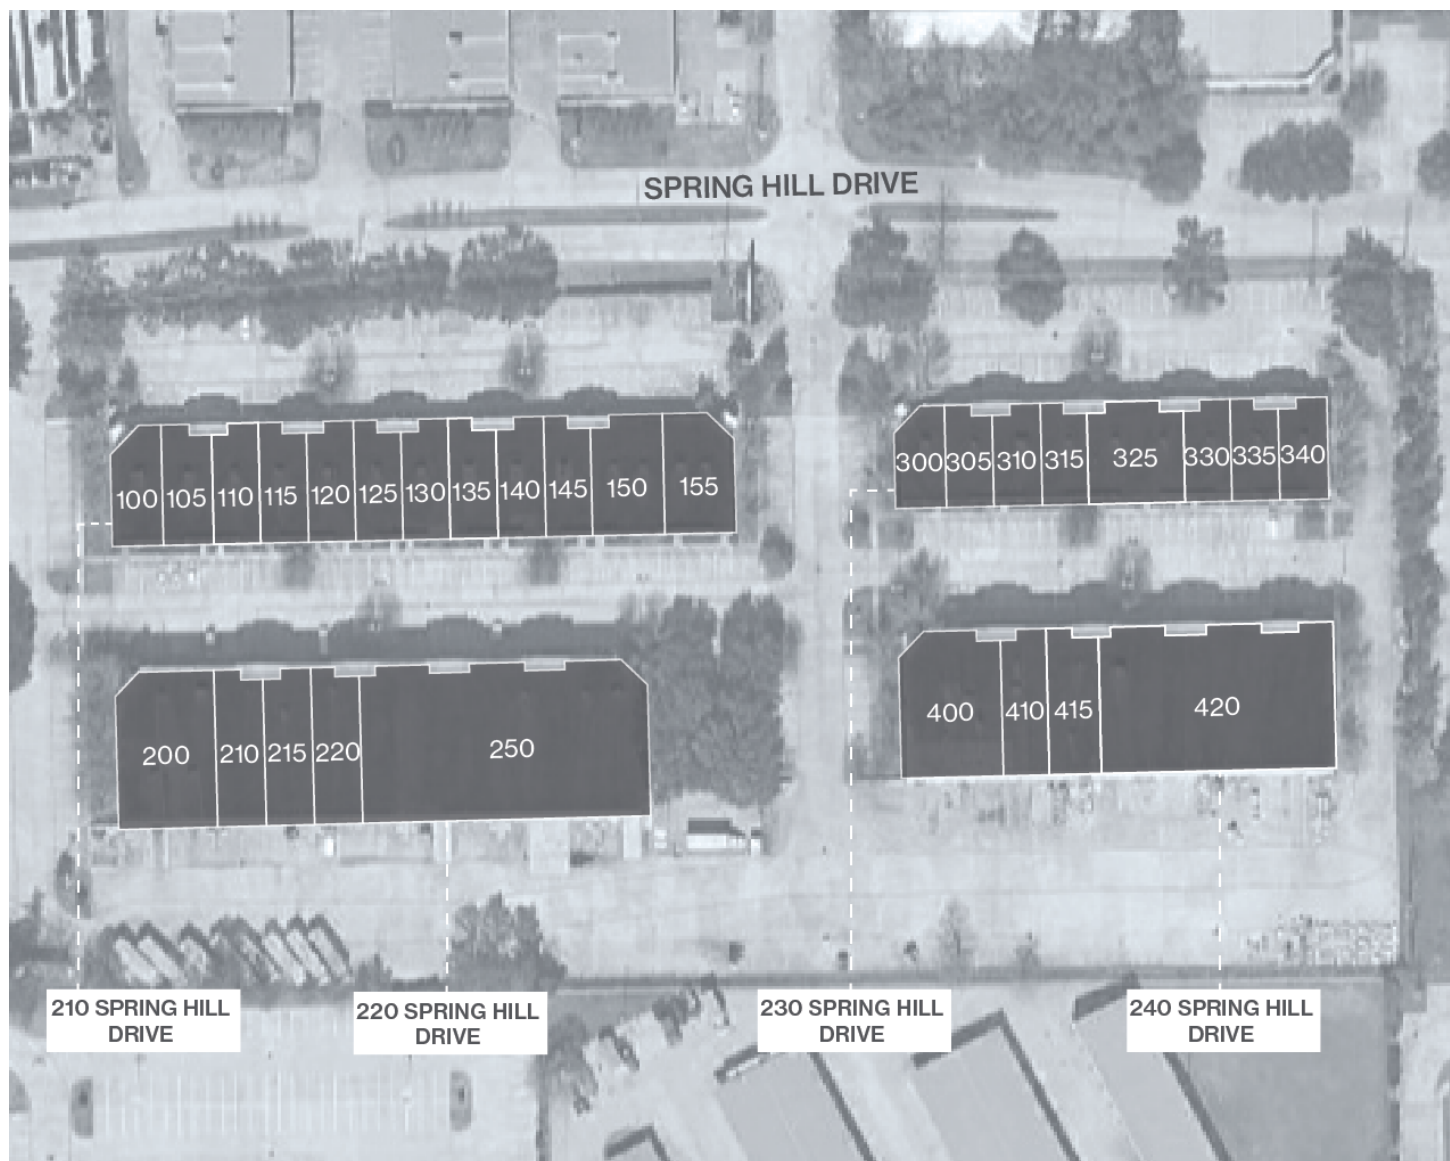 SPRING HILL DRIVE
100 105 110 115 120 125 130 135 140 145 150 155
300 305 310 315 325 330 335 340
200 210 215 220 250
400 410 415 420
210 SPRING HILL
DRIVE
220 SPRING HILL
DRIVE
230 SPRING HILL
DRIVE
240 SPRING HILL
DRIVE